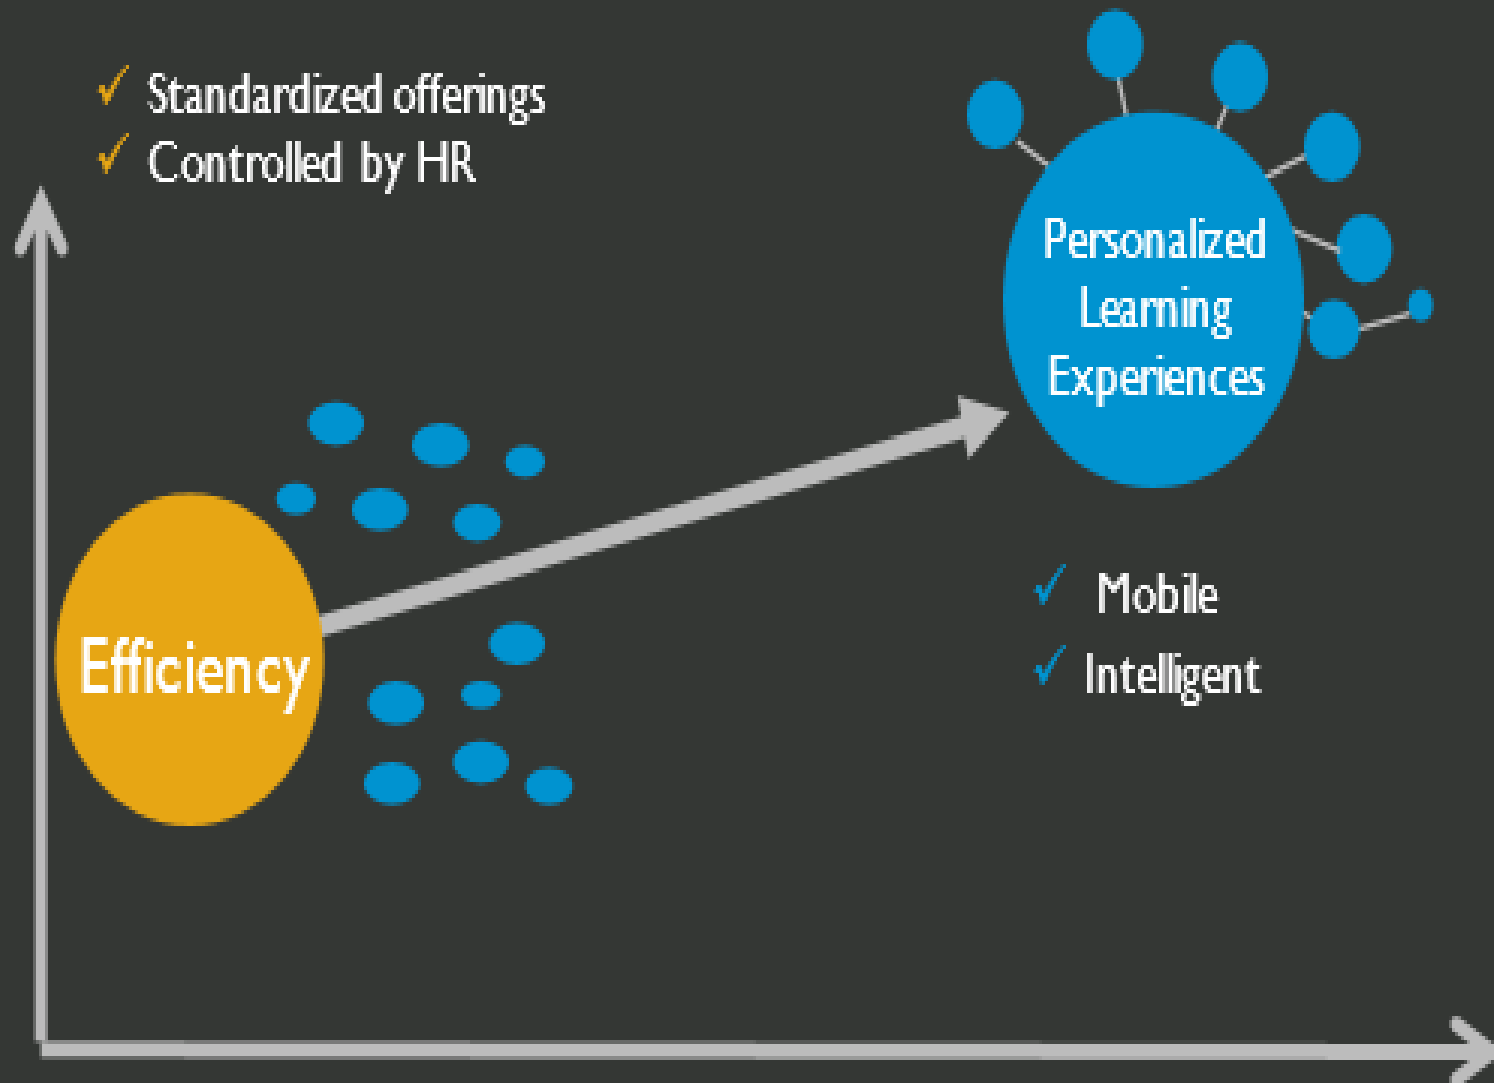 Standardized offerings
Controlled by HR
Personalized
Learning
Experiences
Efficiency
Mobile
Intelligent